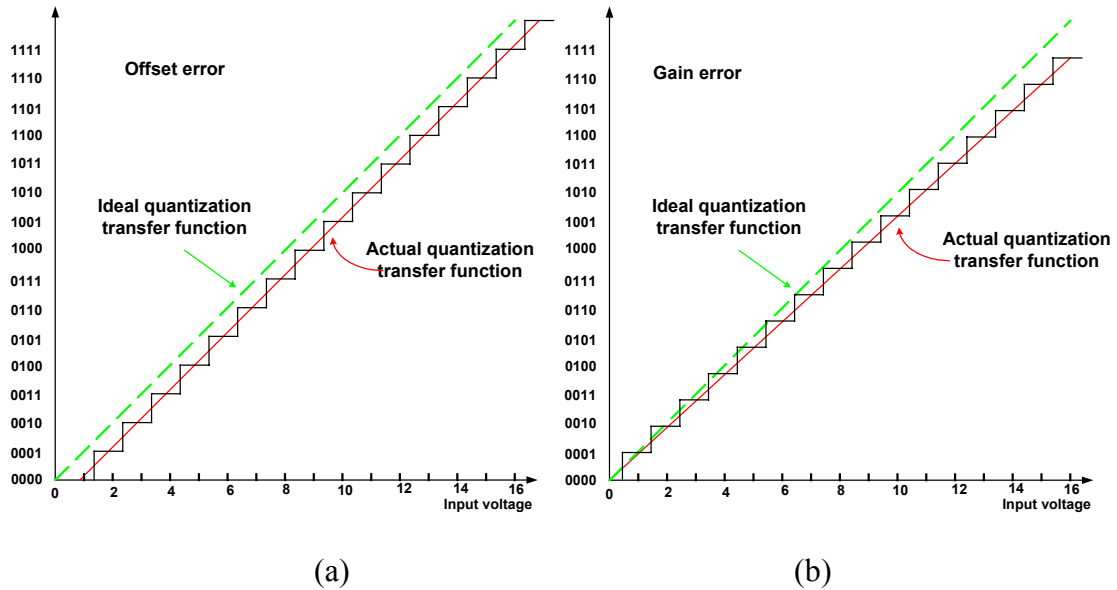 Offset error
1111
1110
1101
1100
1011
1010
1001
1000
0111
0110
0101
0100
0011
0010
0001
0000
Ideal quantization
transfer function
Actual quantization
transfer function
0 2 4 6 8 10 12 14 16
Input voltage
(a)
Gain error
1111
1110
1101
1100
1011
1010
1001
1000
0111
0110
0101
0100
0011
0010
0001
0000
Ideal quantization
transfer function
Actual quantization
transfer function
0 2 4 6 8 10 12 14 16
Input voltage
(b)